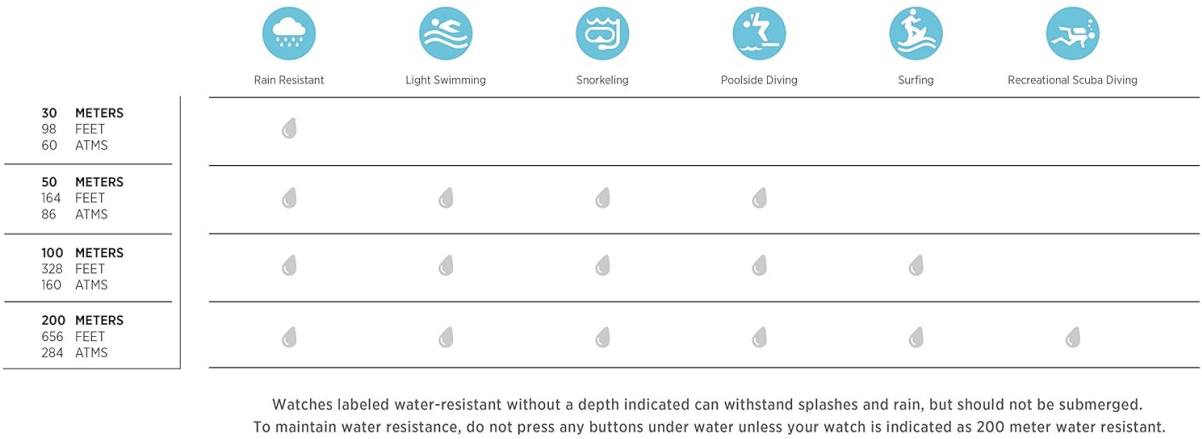 Rain Resistant
Light Swimming
Snorkeling
Poolside Diving
Surfing
Recreational Scuba Diving
30 METERS
98 FEET
60 ATMS
50 METERS
164 FEET
86 ATMS
100 METERS
328 FEET
160 ATMS
200 METERS
656 FEET
284 ATMS
Watches labeled water-resistant without a depth indicated can withstand splashes and rain, but should not be submerged.
To maintain water resistance, do not press any buttons under water unless your watch is indicated as 200 meter water resistant.